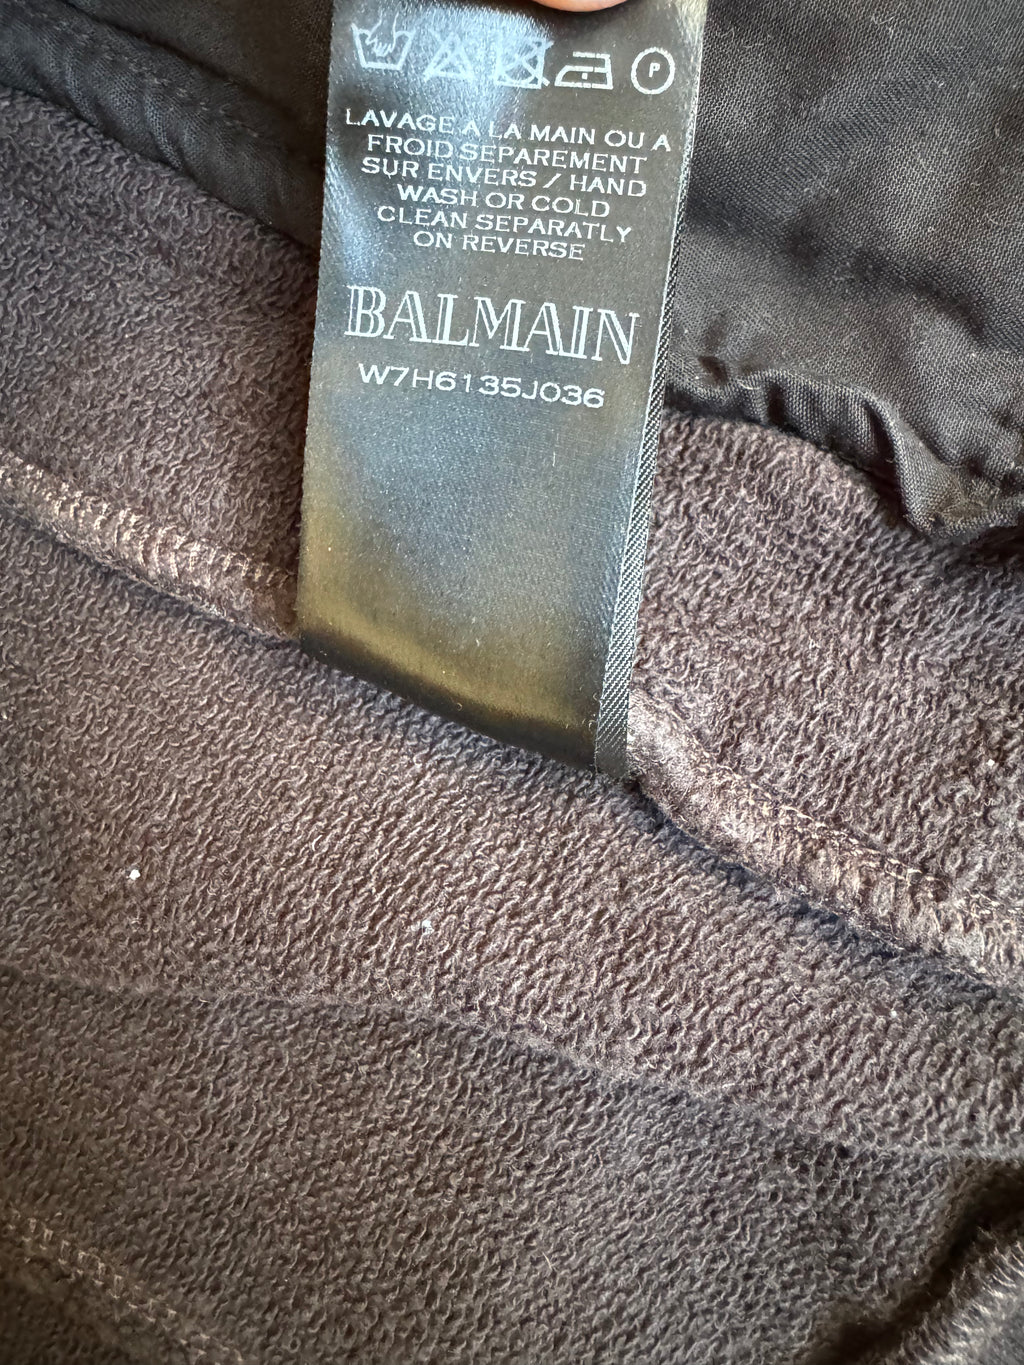 P
LAVAGE A LA MAIN OU A
FROID SEPAREMENT
SUR ENVERS / HAND
WASH OR COLD
CLEAN SEPARATLY
ON REVERSE
BALMAIN
W7H6135J036